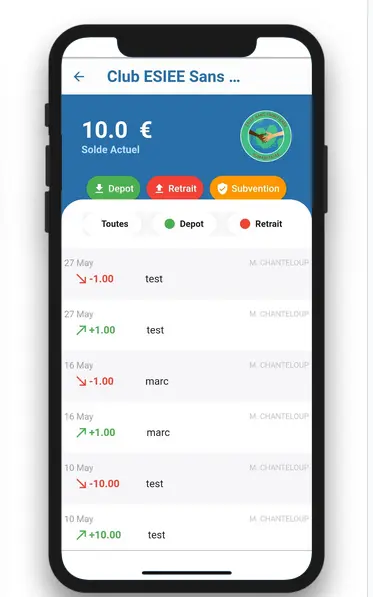 Club ESIEE Sans ...
10.0 €
Solde Actuel
Depot
Retrait
Subvention
Toutes
Depot
Retrait
27 May
M. CHANTELOUP
-1.00 test
27 May
M. CHANTELOUP
+1.00 test
16 May
M. CHANTELOUP
-1.00 marc
16 May
M. CHANTELOUP
+1.00 marc
10 May
M. CHANTELOUP
-10.00 test
10 May
M. CHANTELOUP
+10.00 test